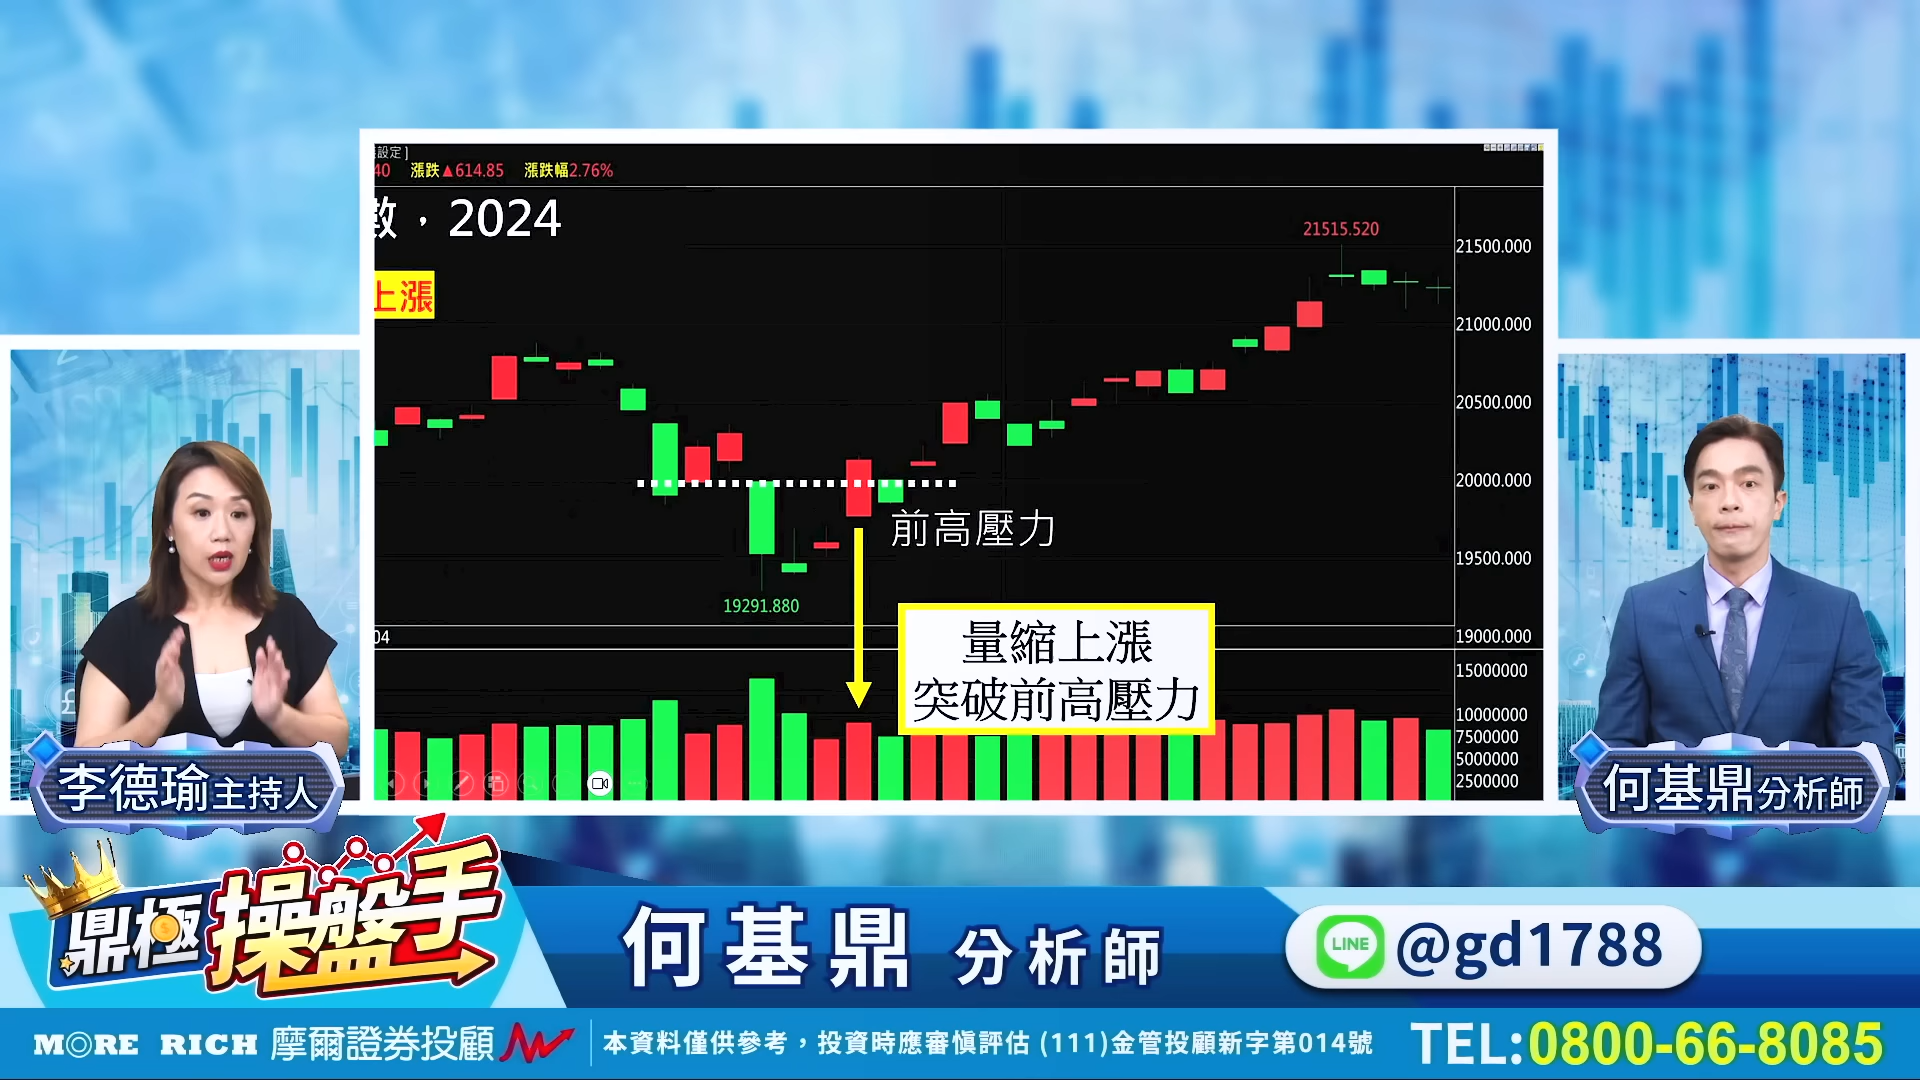 設定]
40 漲跌▲614.85 漲跌幅2.76%
數，2024
上漲
21515.520
21500.000
21000.000
20500.000
20000.000
19500.000
19000.000
前高壓力
19291.880
量縮上漲
突破前高壓力
04
15000000
10000000
7500000
5000000
2500000
李德瑜主持人
何基鼎分析師
鼎極操盤手
何基鼎 分析師
LINE @gd1788
MORE RICH 摩爾證券投顧
本資料僅供參考，投資時應審慎評估 (111)金管投顧新字第014號
TEL:0800-66-8085